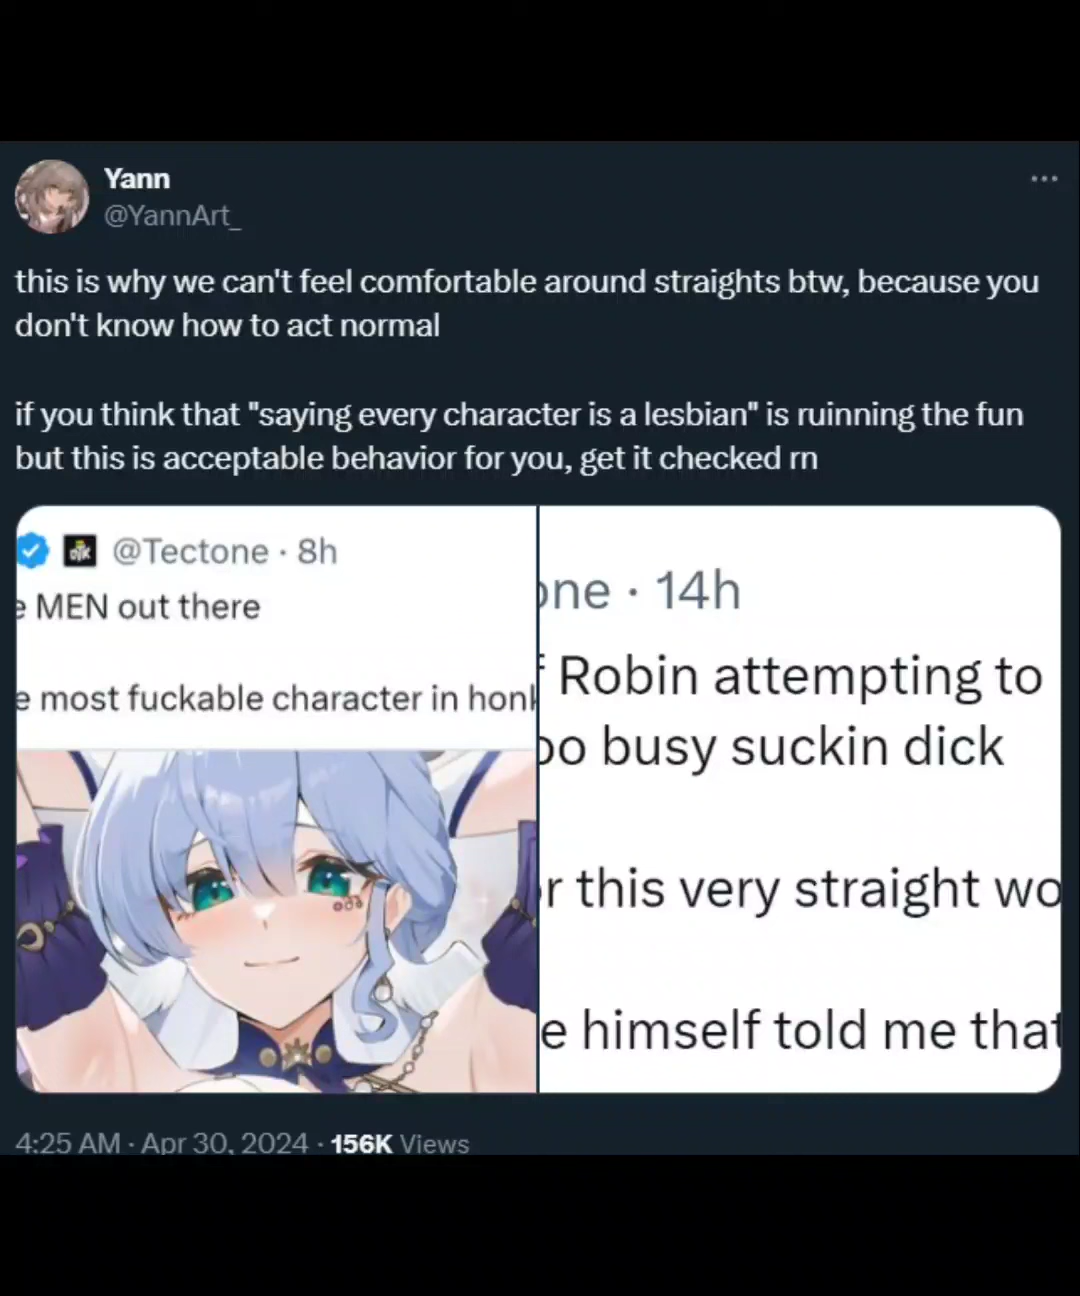 Yann
@YannArt_
this is why we can't feel comfortable around straights btw, because you
don't know how to act normal
if you think that "saying every character is a lesbian" is ruinning the fun
but this is acceptable behavior for you, get it checked rn
@Tectone · 8h
e MEN out there
e most fuckable character in honk
one · 14h
f Robin attempting to
oo busy suckin dick
r this very straight wo
e himself told me that
4:25 AM · Apr 30, 2024 · 156K Views